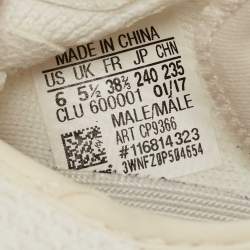 MADE IN CHINA
US UK FR JP CHN
6 5½ 38⅔ 240 235
CLU 600001 01/17
MALE/MALE
ART CP9366
#116814323
3WNFZ0P504654